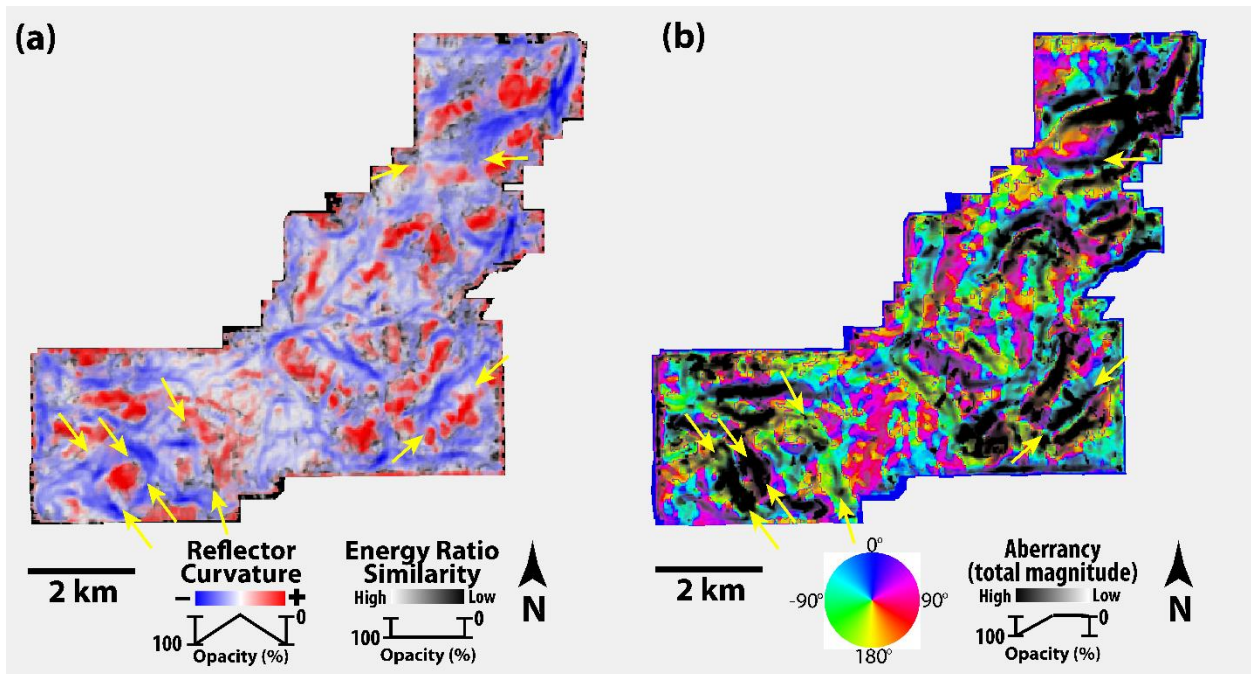 (a)
(b)
Reflector
Curvature
−
+
0
100
Opacity (%)
Energy Ratio
Similarity
High
Low
0
100
Opacity (%)
2 km
N
0°
-90°
90°
180°
Aberrancy
(total magnitude)
High
Low
0
100
Opacity (%)
2 km
N